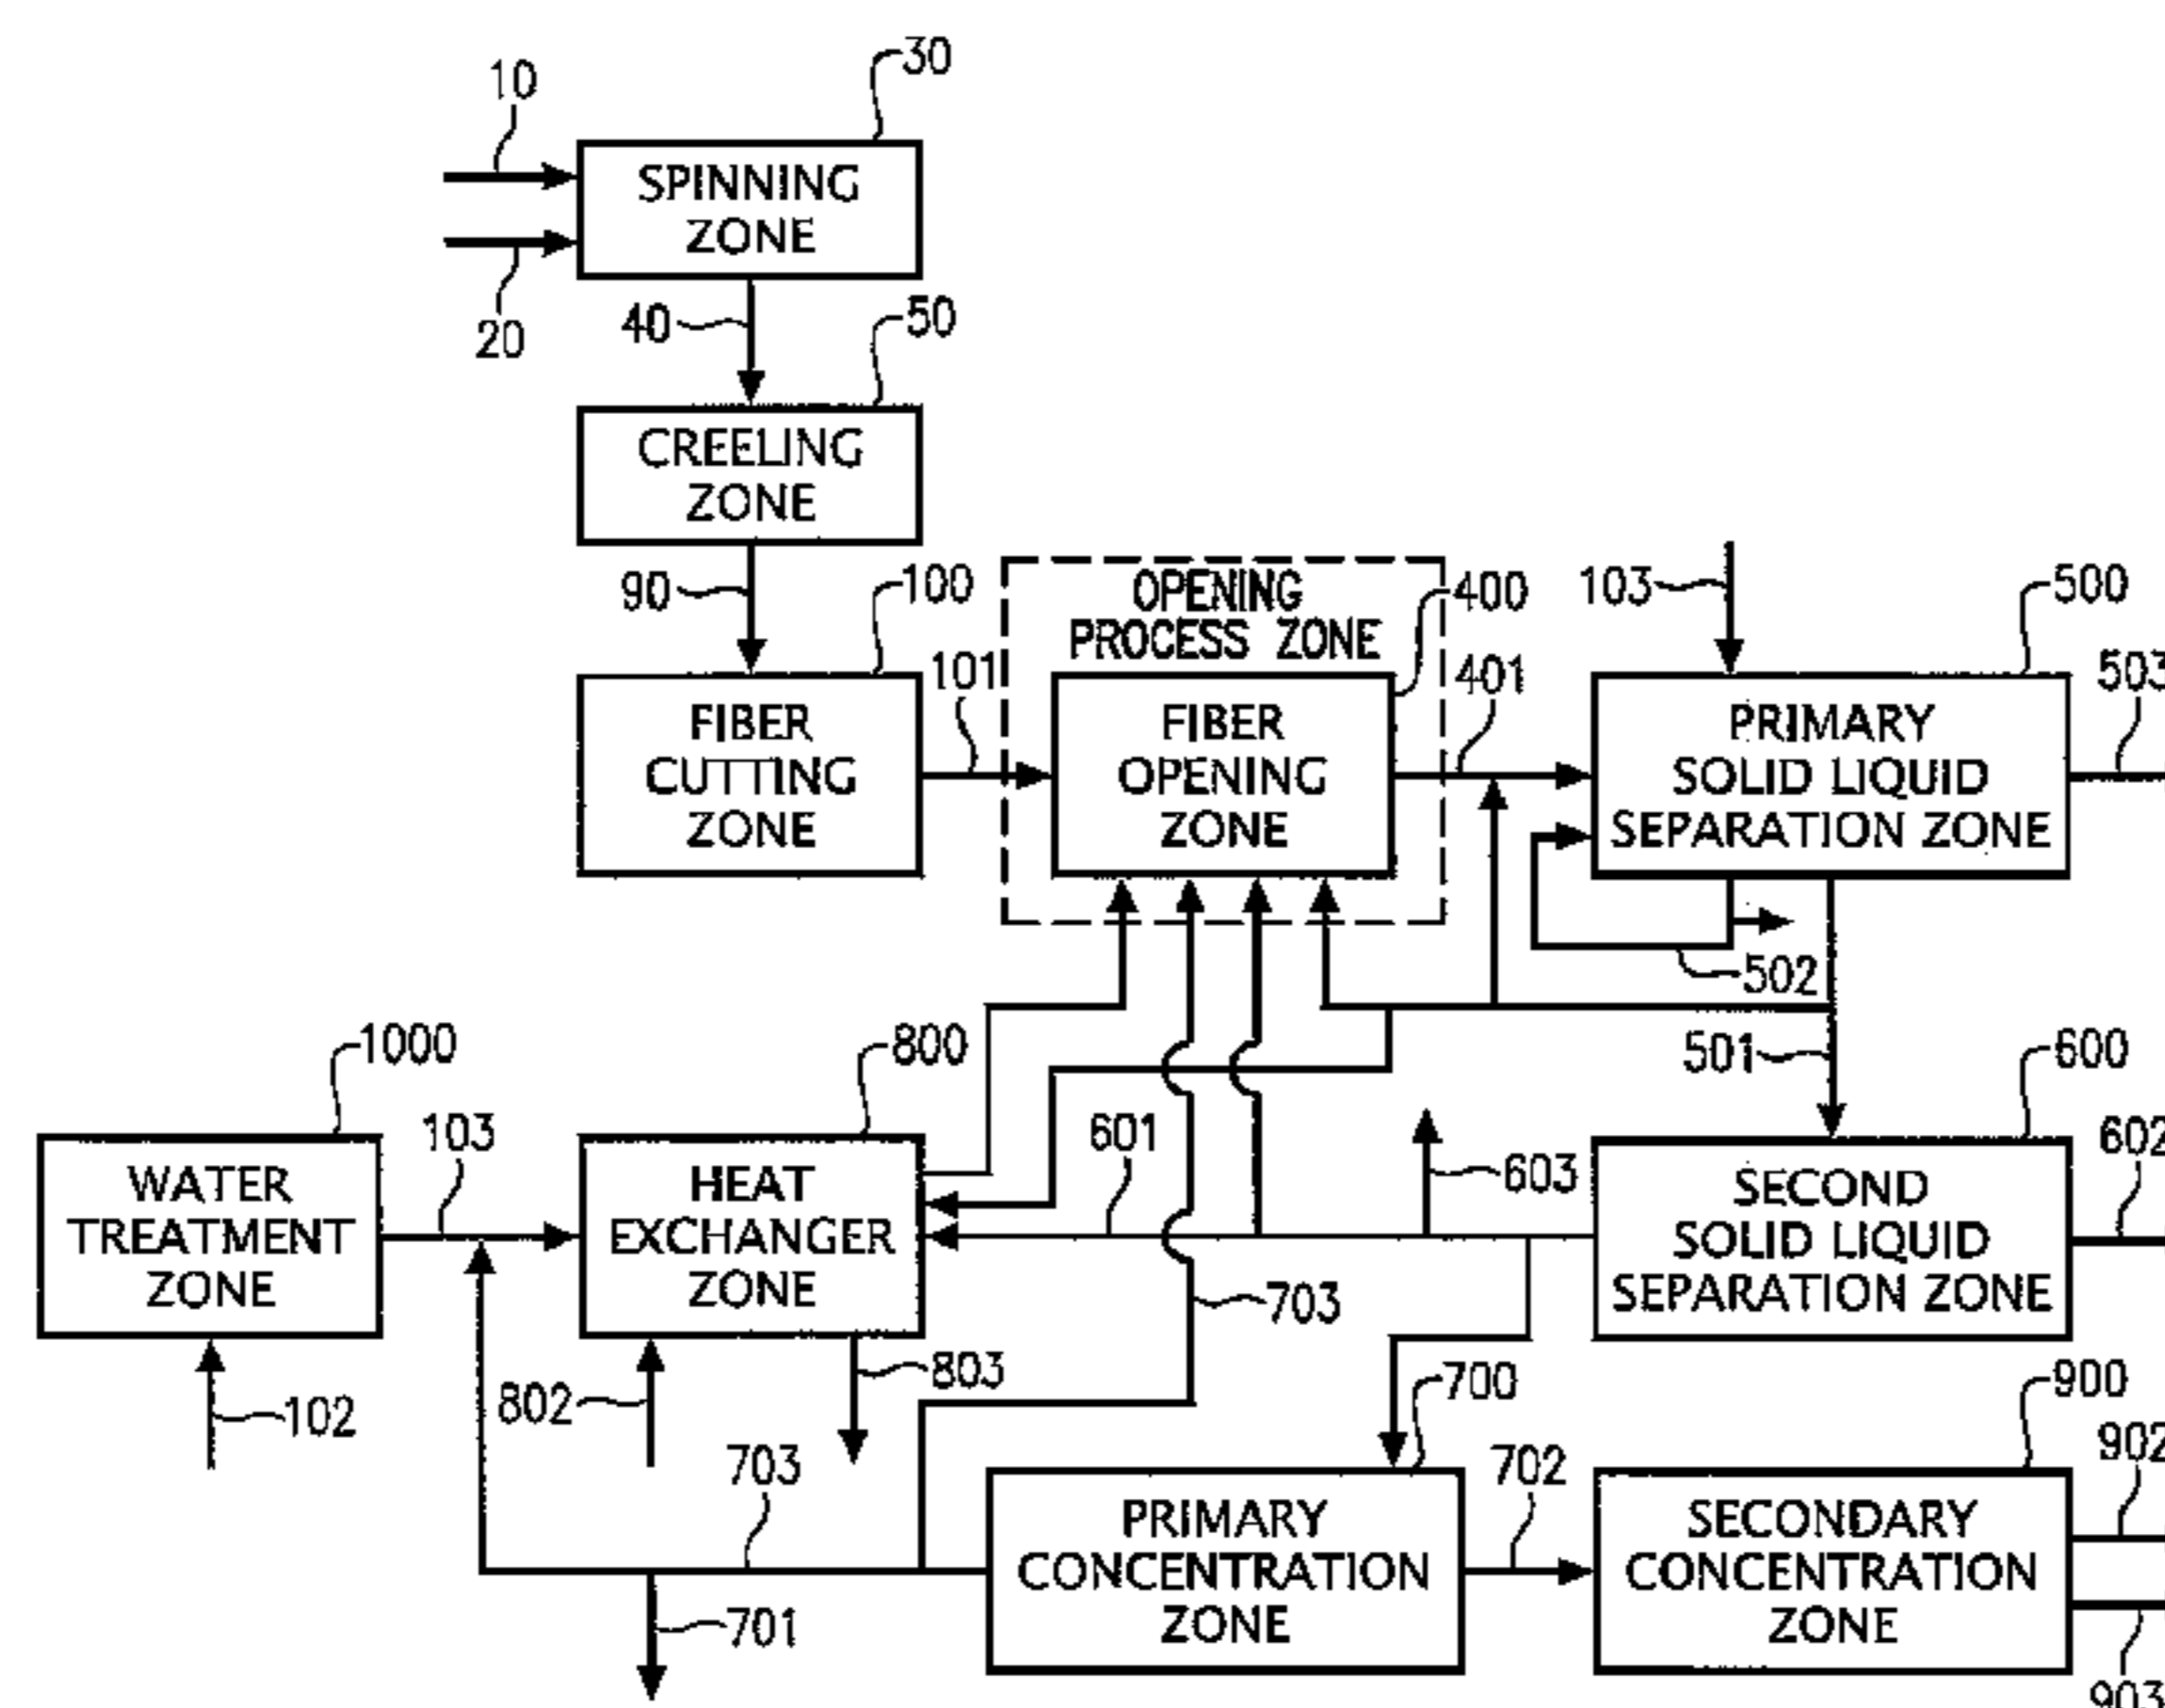 10
30
SPINNING
ZONE
20
40
50
CREELING
ZONE
90
100
FIBER
CUTTING
ZONE
101
OPENING
PROCESS ZONE
400
FIBER
OPENING
ZONE
401
103
500
503
PRIMARY
SOLID LIQUID
SEPARATION ZONE
502
501
600
602
SECOND
SOLID LIQUID
SEPARATION ZONE
603
601
1000
WATER
TREATMENT
ZONE
103
102
800
HEAT
EXCHANGER
ZONE
802
803
703
703
701
700
PRIMARY
CONCENTRATION
ZONE
702
900
902
SECONDARY
CONCENTRATION
ZONE
903